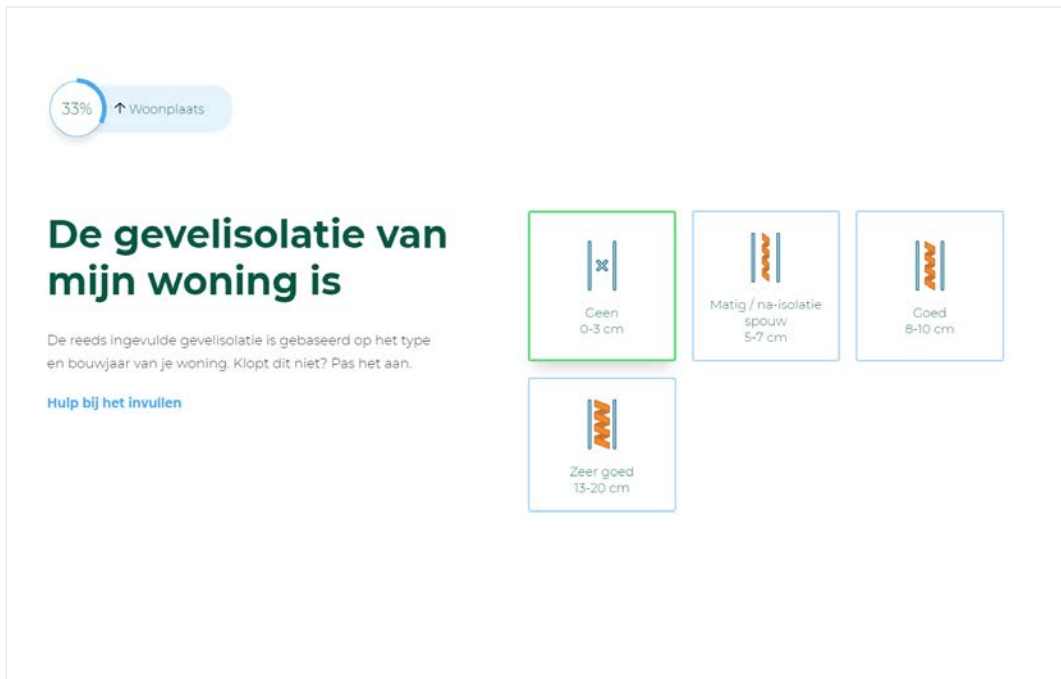 33% ↑ Woonplaats
De gevelisolatie van
mijn woning is
De reeds ingevulde gevelisolatie is gebaseerd op het type
en bouwjaar van je woning. Klopt dit niet? Pas het aan.
Hulp bij het invullen
Geen
0-3 cm
Matig / na-isolatie
spouw
5-7 cm
Goed
8-10 cm
Zeer goed
13-20 cm